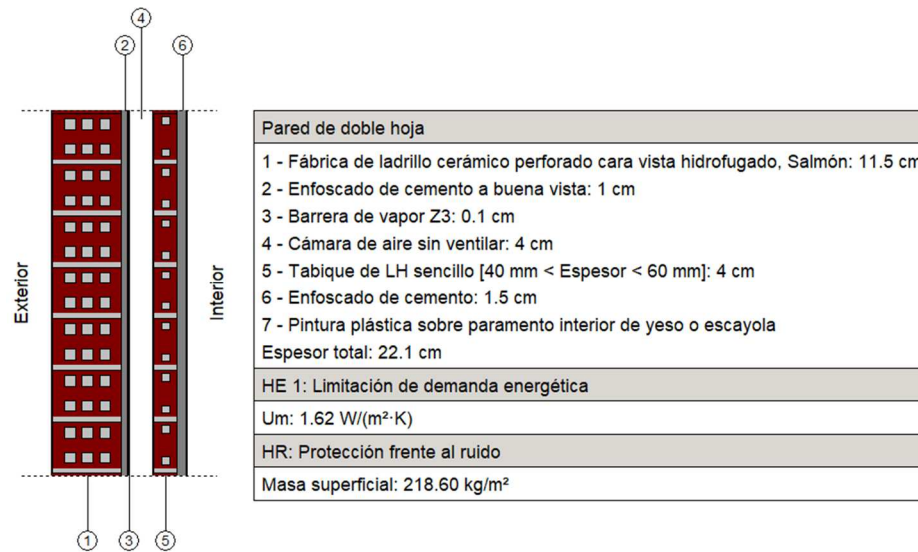 4
2
6
Exterior
Interior
1
3
5
Pared de doble hoja
1 - Fábrica de ladrillo cerámico perforado cara vista hidrofugado, Salmón: 11.5 cm
2 - Enfoscado de cemento a buena vista: 1 cm
3 - Barrera de vapor Z3: 0.1 cm
4 - Cámara de aire sin ventilar: 4 cm
5 - Tabique de LH sencillo [40 mm < Espesor < 60 mm]: 4 cm
6 - Enfoscado de cemento: 1.5 cm
7 - Pintura plástica sobre paramento interior de yeso o escayola
Espesor total: 22.1 cm
HE 1: Limitación de demanda energética
Um: 1.62 W/(m²·K)
HR: Protección frente al ruido
Masa superficial: 218.60 kg/m²